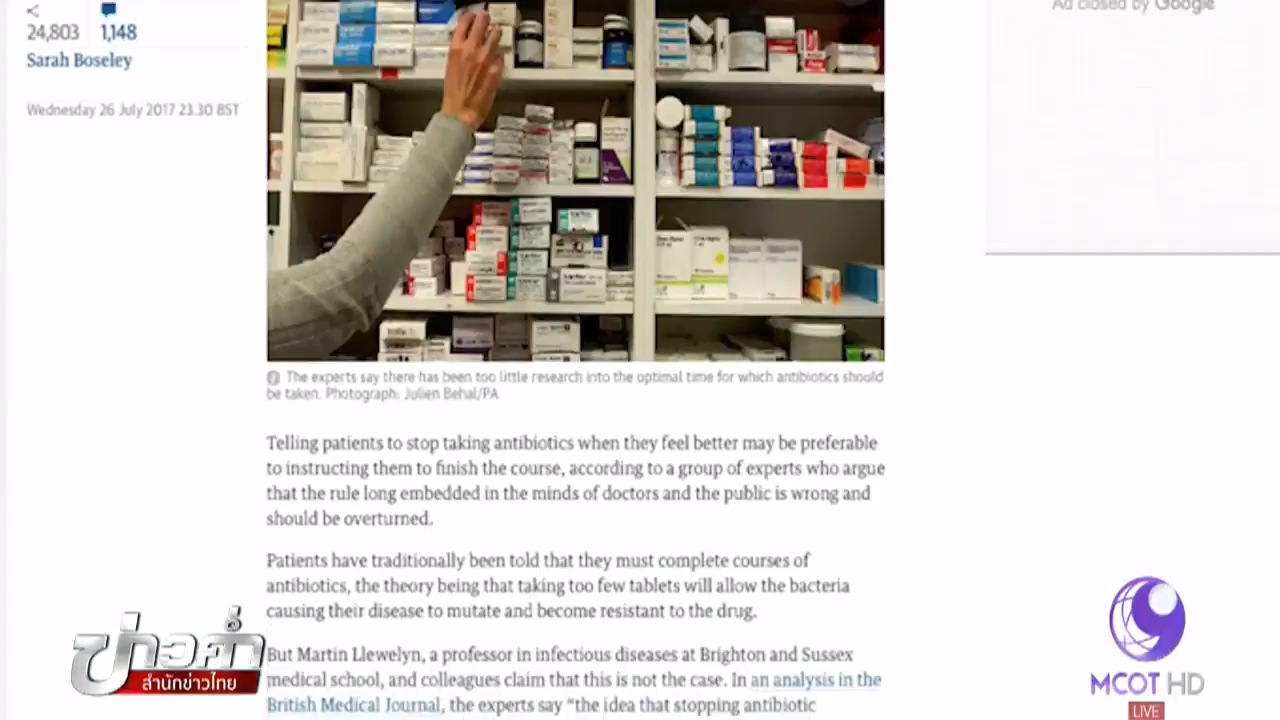 Ad closed by Google
24,803 1,148
Sarah Boseley
Wednesday 26 July 2017 23.30 BST
The experts say there has been too little research into the optimal time for which antibiotics should
be taken. Photograph: Julien Behal/PA
Telling patients to stop taking antibiotics when they feel better may be preferable
to instructing them to finish the course, according to a group of experts who argue
that the rule long embedded in the minds of doctors and the public is wrong and
should be overturned.
Patients have traditionally been told that they must complete courses of
antibiotics, the theory being that taking too few tablets will allow the bacteria
causing their disease to mutate and become resistant to the drug.
But Martin Llewelyn, a professor in infectious diseases at Brighton and Sussex
medical school, and colleagues claim that this is not the case. In an analysis in the
British Medical Journal, the experts say “the idea that stopping antibiotic
ข่าวค่ำ
สำนักข่าวไทย
MCOT HD
LIVE